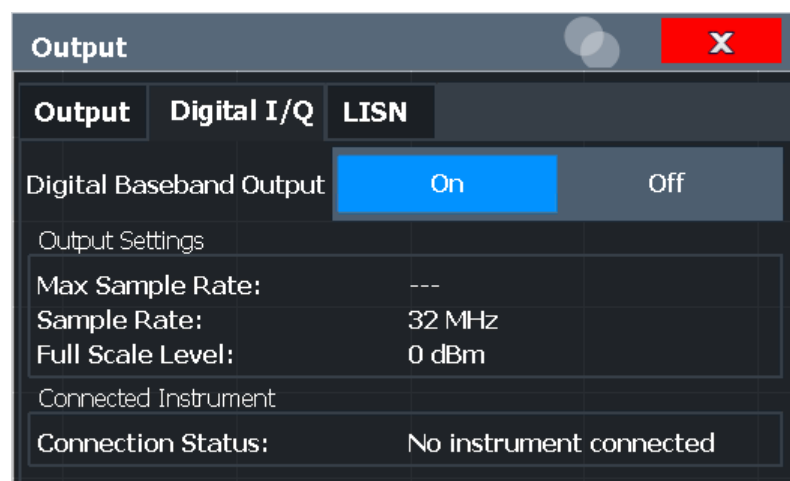 Output
X
Output Digital I/Q LISN
Digital Baseband Output On Off
Output Settings
Max Sample Rate: ---
Sample Rate: 32 MHz
Full Scale Level: 0 dBm
Connected Instrument
Connection Status: No instrument connected